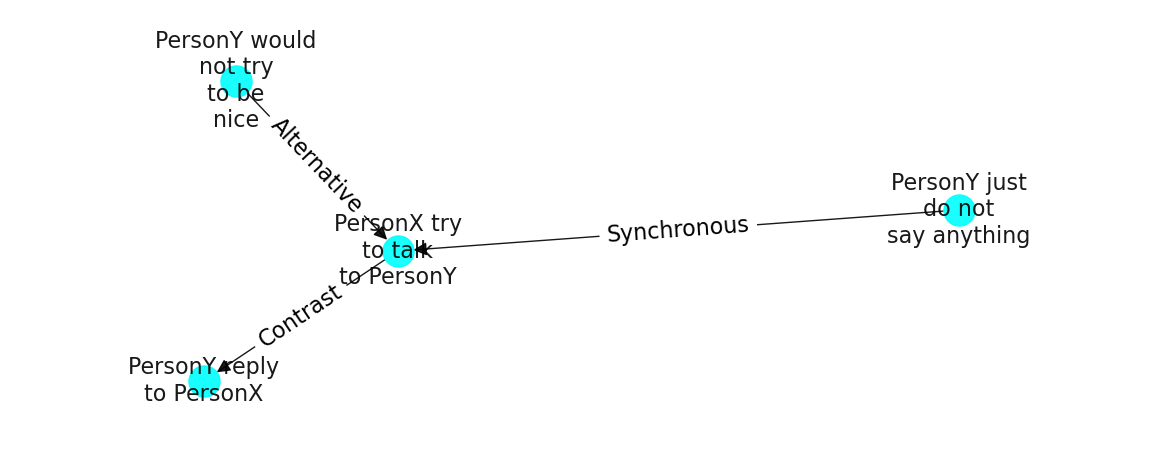 PersonY would
not try
to be
nice
Alternative
PersonY just
do not
say anything
Synchronous
PersonX try
to talk
to PersonY
Contrast
PersonY reply
to PersonX